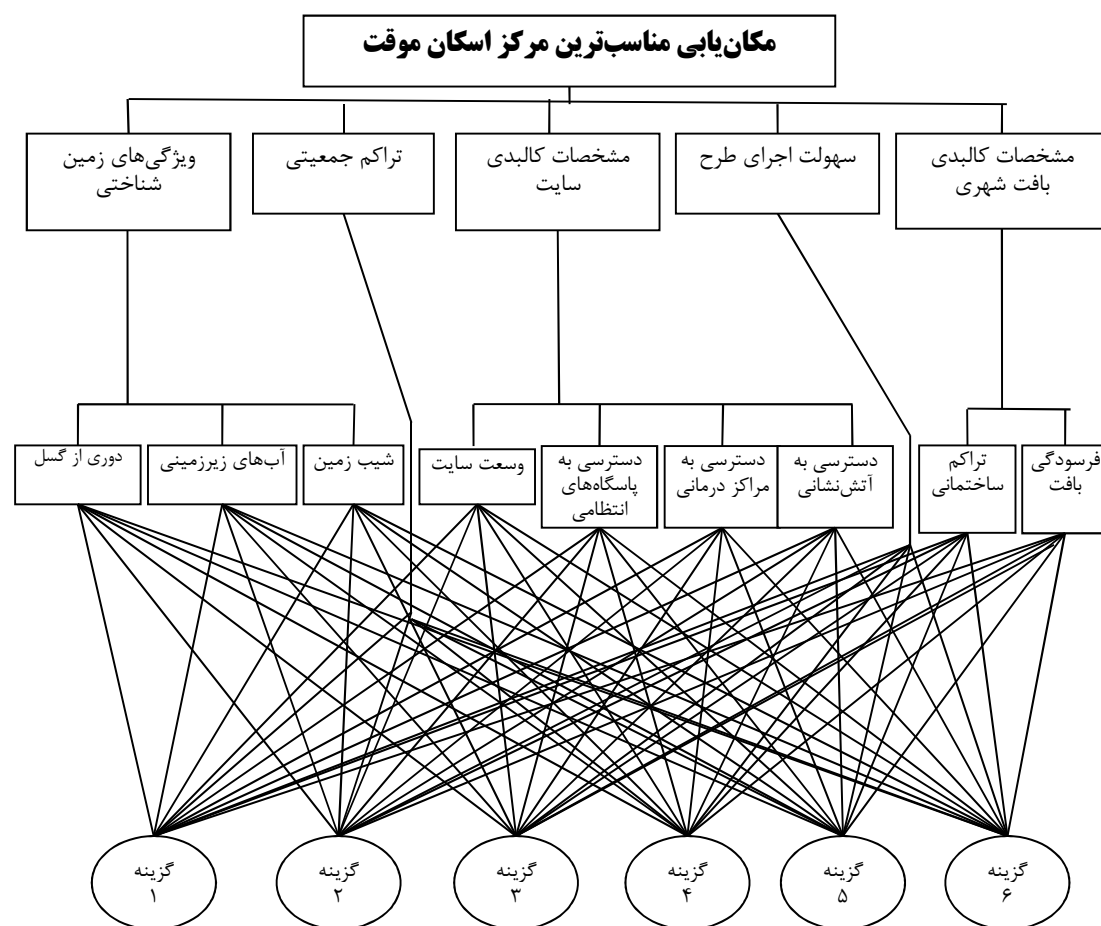 مکان‌یابی مناسب‌ترین مرکز اسکان موقت
مشخصات کالبدی
بافت شهری
سهولت اجرای طرح
مشخصات کالبدی
سایت
تراکم جمعیتی
ویژگی‌های زمین
شناختی
فرسودگی
بافت
تراکم
ساختمانی
دسترسی به
آتش‌نشانی
دسترسی به
مراکز درمانی
دسترسی به
پاسگاه‌های
انتظامی
وسعت سایت
شیب زمین
آب‌های زیرزمینی
دوری از گسل
گزینه
۶
گزینه
۵
گزینه
۴
گزینه
۳
گزینه
۲
گزینه
۱